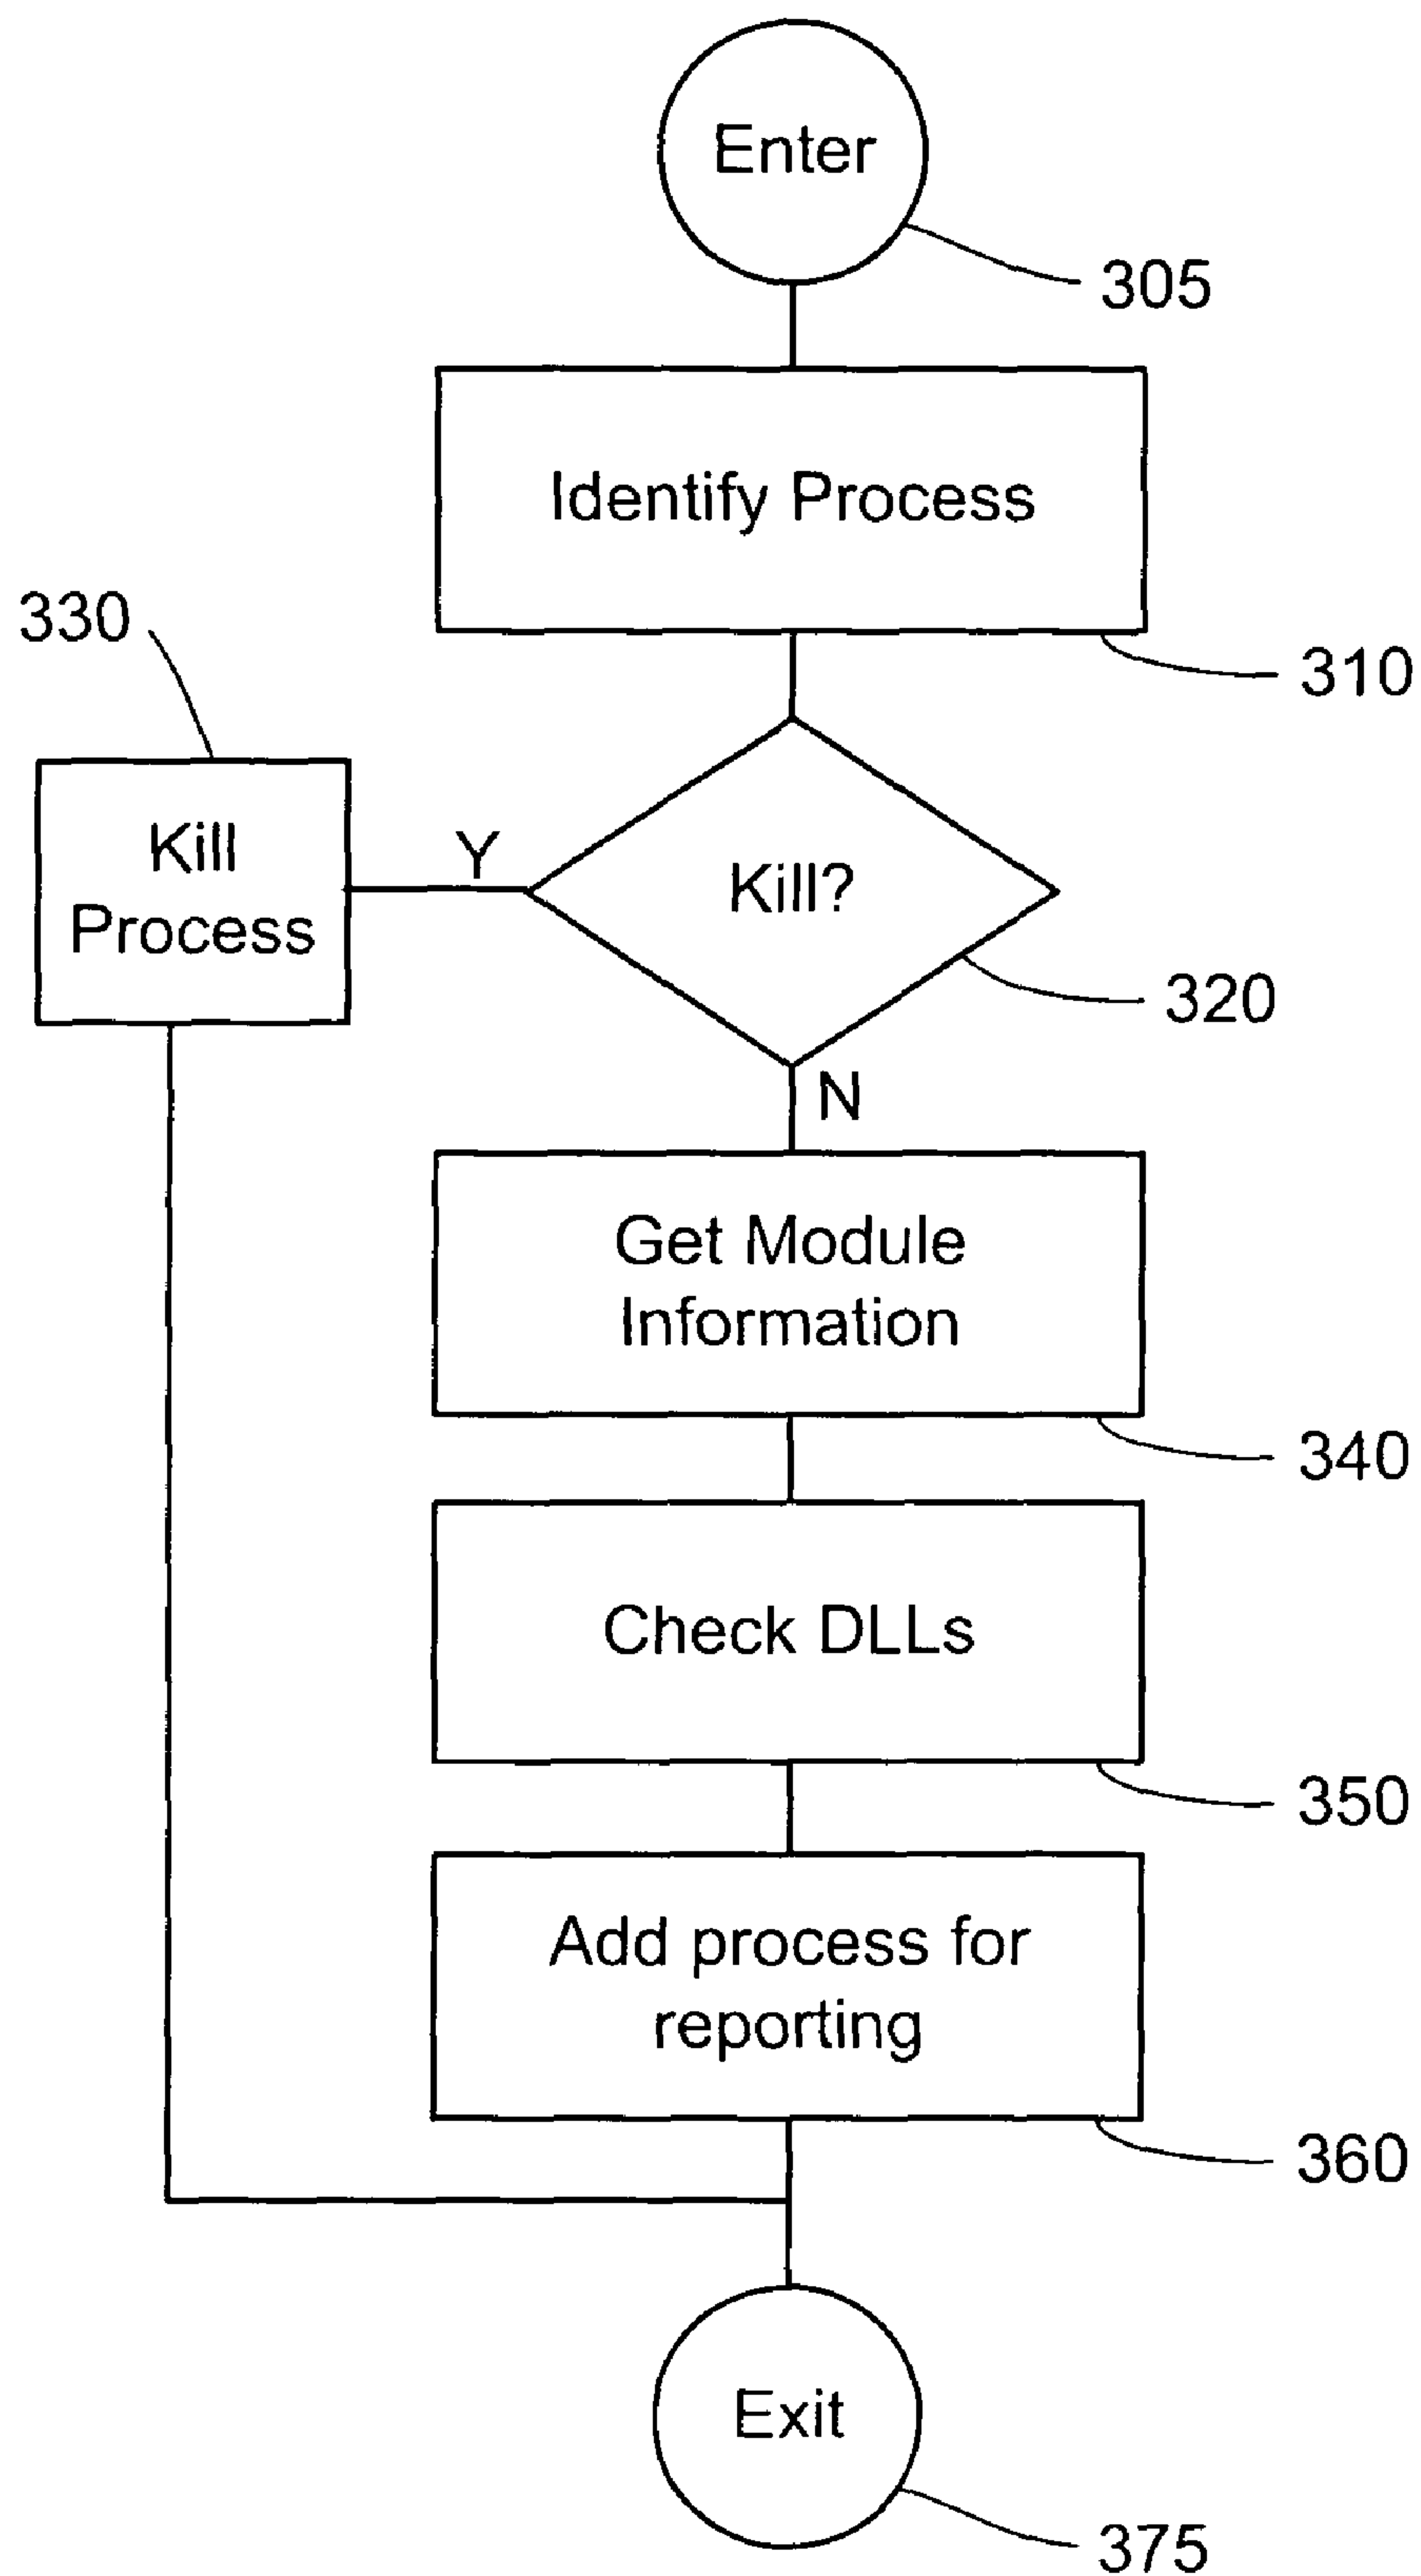 Enter
305
Identify Process
310
330
Kill
Process
Y
Kill?
320
N
Get Module
Information
340
Check DLLs
350
Add process for
reporting
360
Exit
375